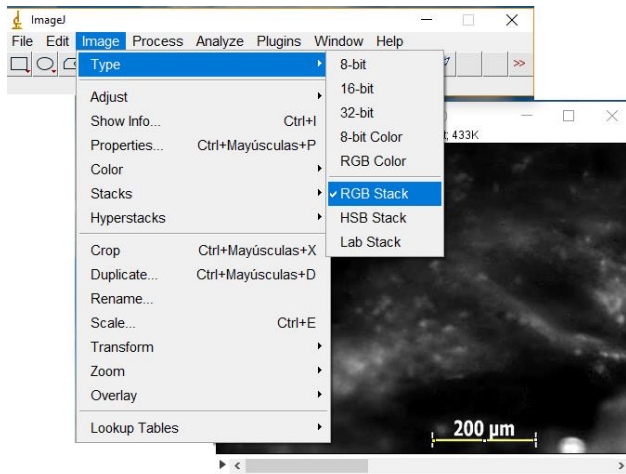 ImageJ
File Edit Image Process Analyze Plugins Window Help
>>
Type
Adjust
Show Info... Ctrl+I
Properties... Ctrl+Mayúsculas+P
Color
Stacks
Hyperstacks
Crop Ctrl+Mayúsculas+X
Duplicate... Ctrl+Mayúsculas+D
Rename...
Scale... Ctrl+E
Transform
Zoom
Overlay
Lookup Tables
8-bit
16-bit
32-bit
8-bit Color
RGB Color
RGB Stack
HSB Stack
Lab Stack
433K
200 µm